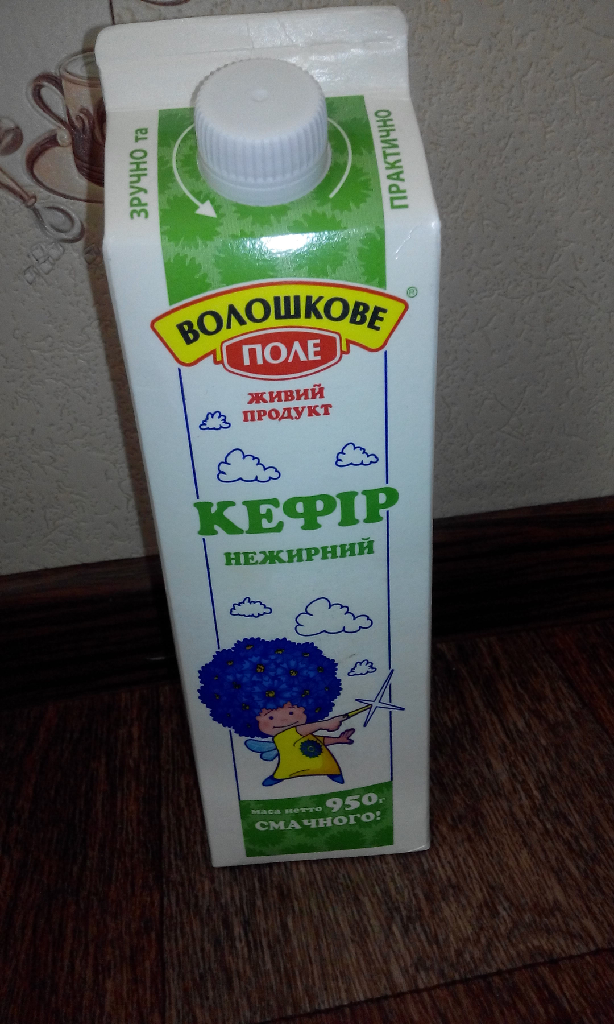 ЗРУЧНО та
ПРАКТИЧНО
ВОЛОШКОВЕ
ПОЛЕ
®
ЖИВИЙ
ПРОДУКТ
КЕФІР
НЕЖИРНИЙ
маса нетто 950г
СМАЧНОГО!